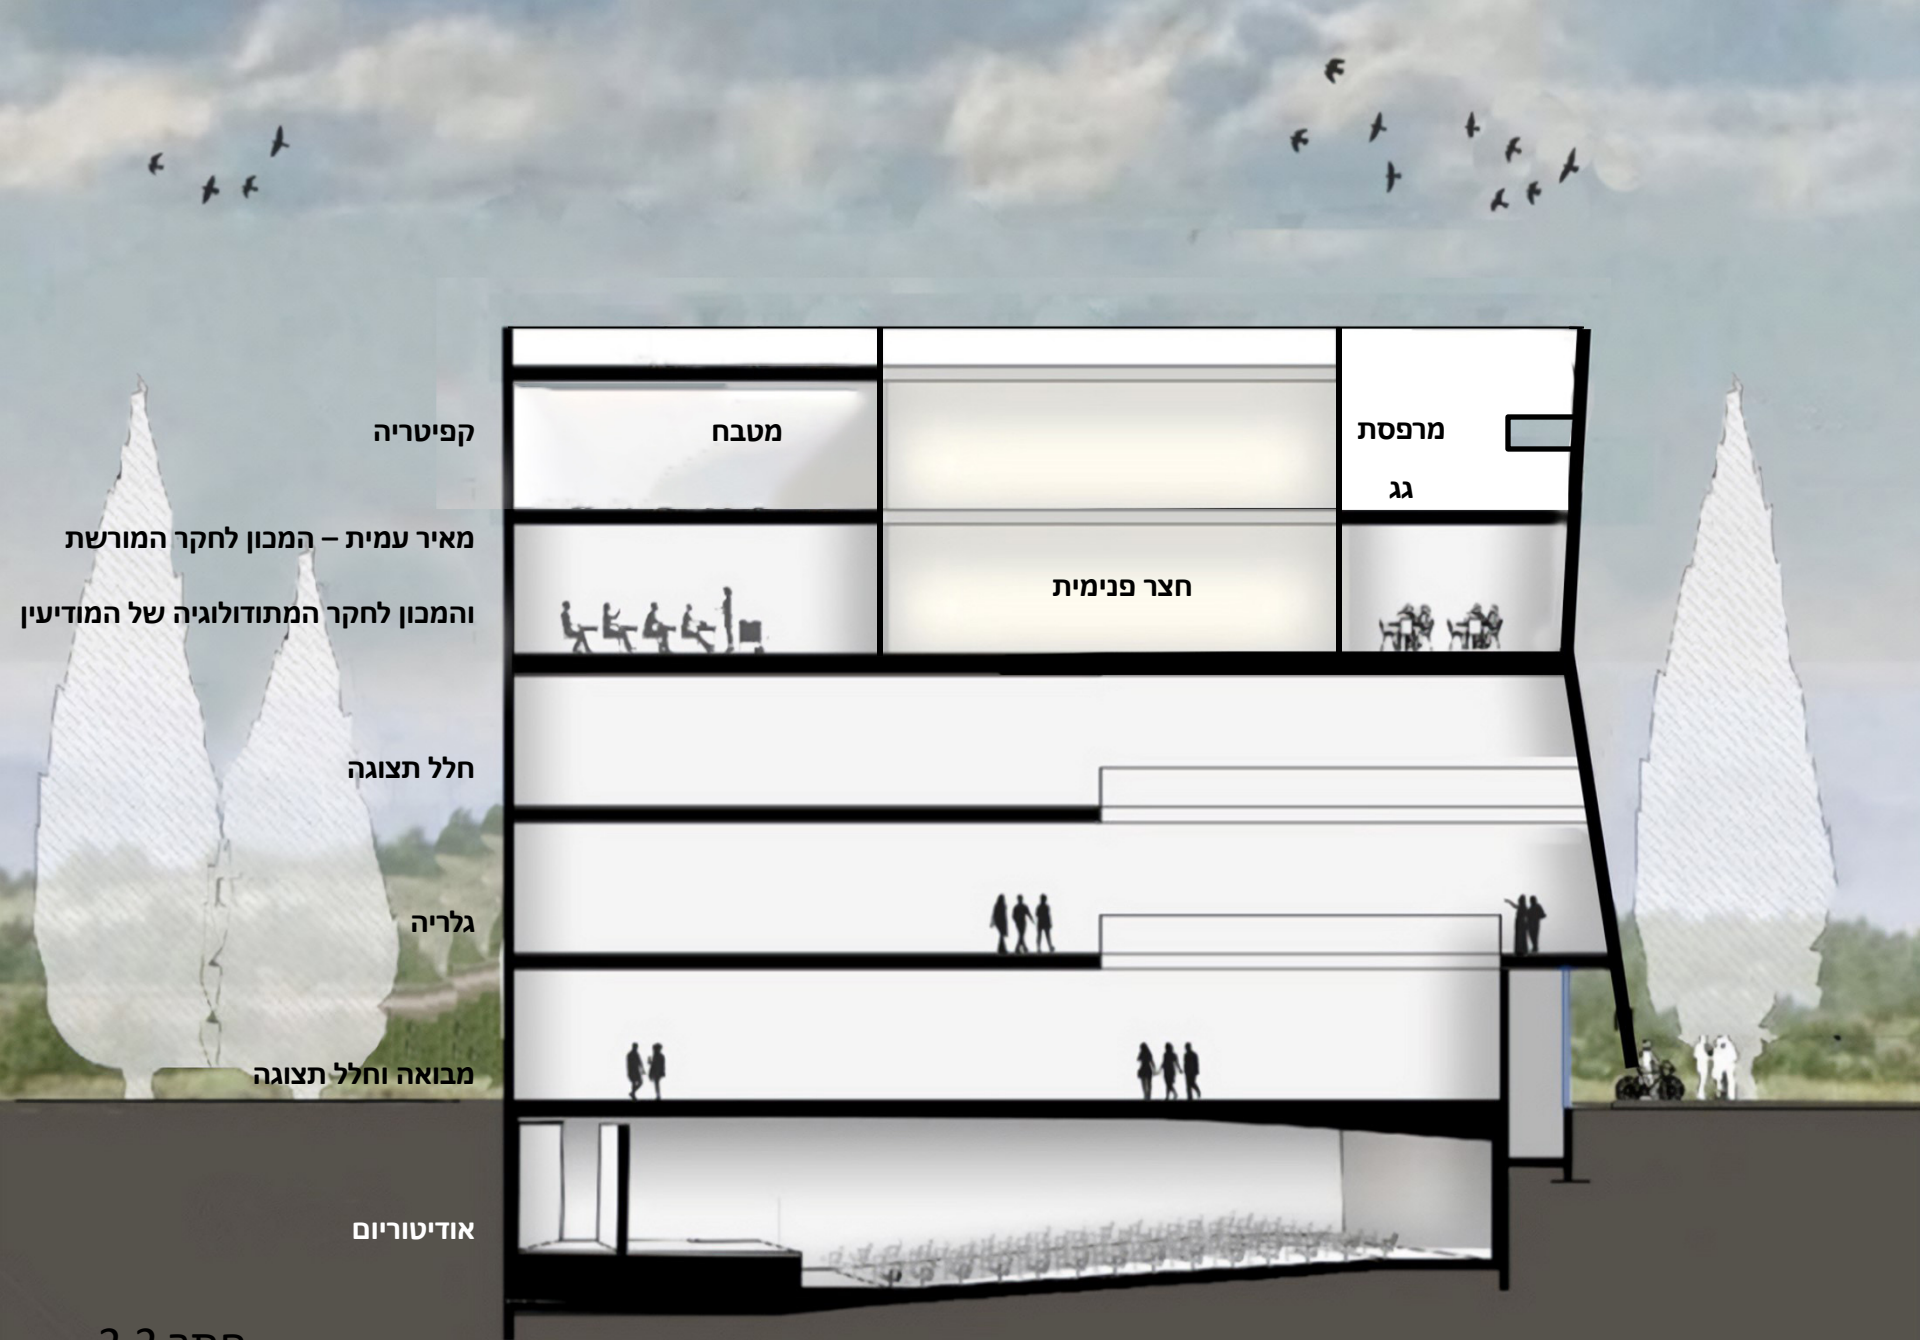 קפיטריה
מטבח
מרפסת
גג
מאיר עמית – המכון לחקר המורשת
והמכון לחקר המתודולוגיה של המודיעין
חצר פנימית
חלל תצוגה
גלריה
מבואה וחלל תצוגה
אודיטוריום